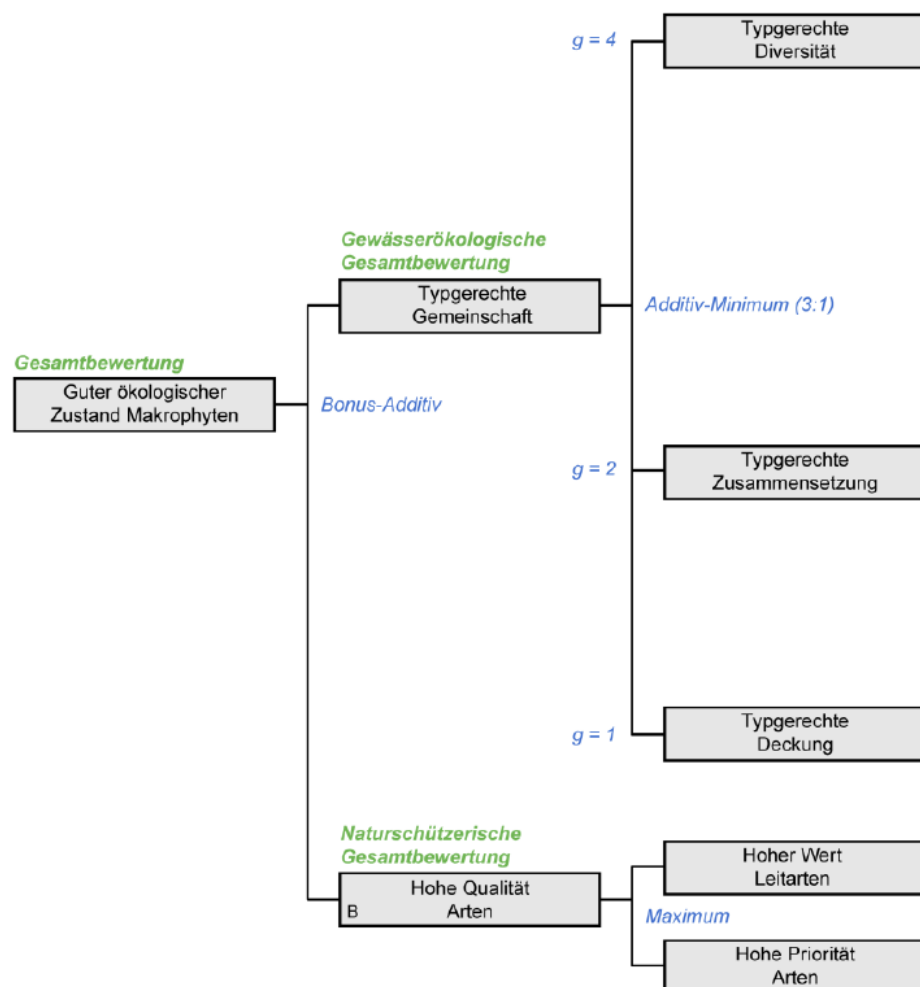 g = 4
Typgerechte
Diversität
Gewässerökologische
Gesamtbewertung
Typgerechte
Gemeinschaft
Additiv-Minimum (3:1)
Gesamtbewertung
Guter ökologischer
Zustand Makrophyten
Bonus-Additiv
g = 2
Typgerechte
Zusammensetzung
g = 1
Typgerechte
Deckung
Naturschützerische
Gesamtbewertung
Hohe Qualität
Arten
B
Hoher Wert
Leitarten
Maximum
Hohe Priorität
Arten